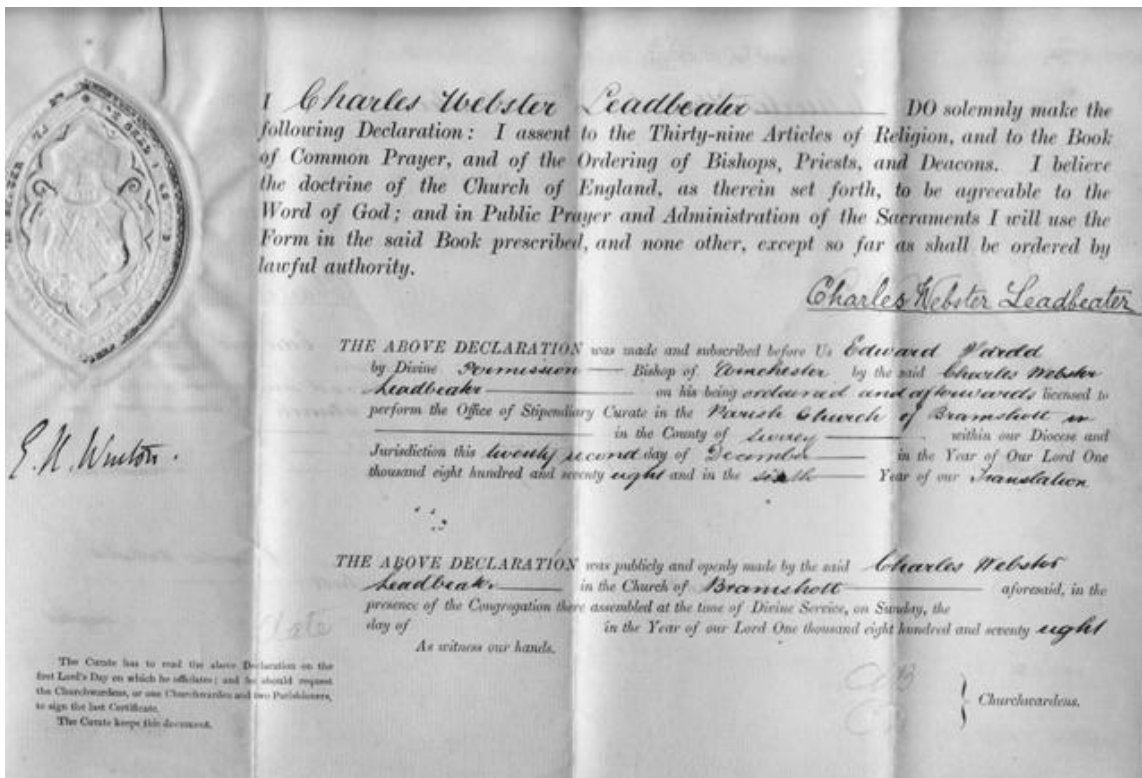 I Charles Webster Leadbeater DO solemnly make the
following Declaration: I assent to the Thirty-nine Articles of Religion, and to the Book
of Common Prayer, and of the Ordering of Bishops, Priests, and Deacons. I believe
the doctrine of the Church of England, as therein set forth, to be agreeable to the
Word of God; and in Public Prayer and Administration of the Sacraments I will use the
Form in the said Book prescribed, and none other, except so far as shall be ordered by
lawful authority.
Charles Webster Leadbeater
THE ABOVE DECLARATION was made and subscribed before Us Edward Harold
by Divine Permission Bishop of Winchester by the said Charles Webster
Leadbeater on his being ordained and afterwards licensed to
perform the Office of Stipendiary Curate in the Parish Church of Bramshott in
in the County of Surrey within our Diocese and
Jurisdiction this twenty second day of December in the Year of Our Lord One
thousand eight hundred and seventy eight and in the sixth Year of our Translation
E. H. Winton.
THE ABOVE DECLARATION was publicly and openly made by the said Charles Webster
Leadbeater in the Church of Bramshott aforesaid, in the
presence of the Congregation there assembled at the time of Divine Service, on Sunday, the
day of in the Year of our Lord One thousand eight hundred and seventy eight
As witness our hands.
Date
The Curate has to read the above Declaration on the
first Lord's Day on which he officiates; and he should request
the Churchwardens, or one Churchwarden and two Parishioners,
to sign the last Certificate.
The Curate keeps this document.
Churchwardens.